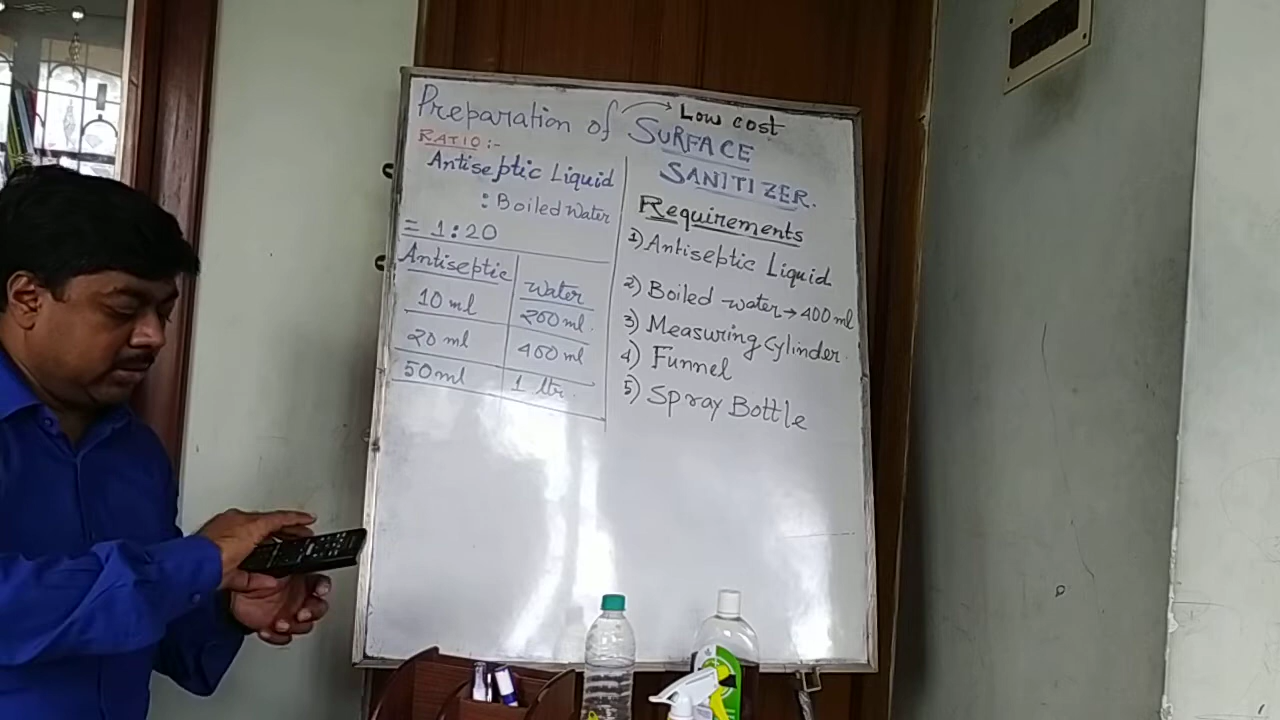 Preparation of Low cost
SURFACE
SANITIZER.
RATIO:-
Antiseptic Liquid
: Boiled Water
= 1:20
Antiseptic Water
10 ml 200 ml.
20 ml 400 ml
50 ml 1 ltr.
Requirements
1) Antiseptic Liquid
2) Boiled water → 400 ml
3) Measuring Cylinder.
4) Funnel
5) Spray Bottle